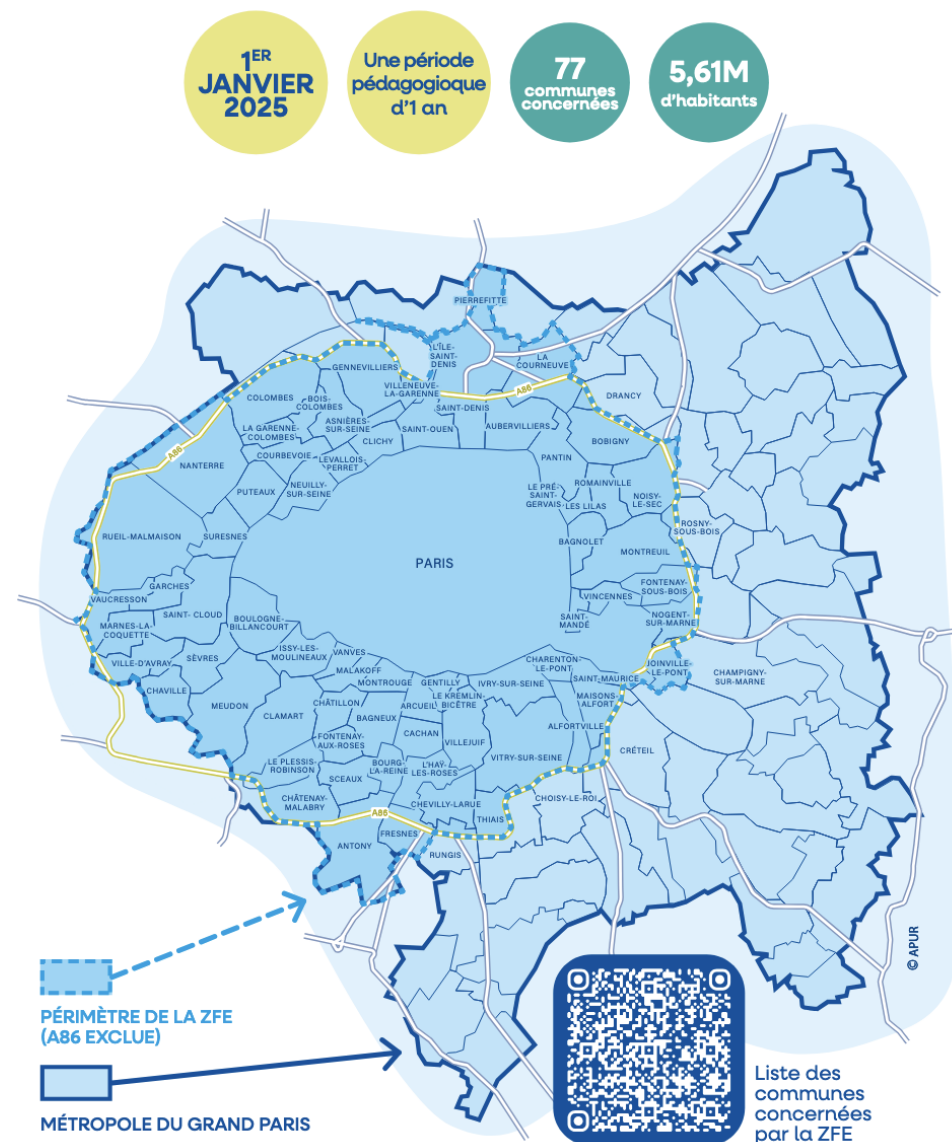 1ER
JANVIER
2025
Une période
pédagogioque
d'1 an
77
communes
concernées
5,61M
d'habitants
PIERREFITTE
L'ÎLE-
SAINT-
DENIS
LA
COURNEUVE
GENNEVILLIERS
VILLENEUVE-
LA-GARENNE
A86
COLOMBES
BOIS-
COLOMBES
SAINT-DENIS
DRANCY
LA GARENNE-
COLOMBES
ASNIÈRES-
SUR-SEINE
SAINT-OUEN
AUBERVILLIERS
CLICHY
BOBIGNY
A86
NANTERRE
COURBEVOIE
LEVALLOIS-
PERRET
PANTIN
PUTEAUX
NEUILLY-
SUR-SEINE
LE PRÉ-
SAINT-
GERVAIS
ROMAINVILLE
LES LILAS
NOISY-
LE-SEC
ROSNY-
SOUS-BOIS
RUEIL-MALMAISON
SURESNES
BAGNOLET
MONTREUIL
PARIS
GARCHES
VAUCRESSON
FONTENAY-
SOUS-BOIS
VINCENNES
SAINT- CLOUD
BOULOGNE-
BILLANCOURT
SAINT-
MANDÉ
NOGENT-
SUR-MARNE
MARNES-LA-
COQUETTE
ISSY-LES-
MOULINEAUX
VANVES
VILLE-D'AVRAY
SÈVRES
MALAKOFF
CHARENTON-
LE-PONT
JOINVILLE-
LE-PONT
CHAMPIGNY-
SUR-MARNE
MONTROUGE
GENTILLY
IVRY-SUR-SEINE
SAINT-MAURICE
CHAVILLE
MEUDON
CLAMART
CHÂTILLON
ARCUEIL
LE KREMLIN-
BICÊTRE
MAISONS-
ALFORT
BAGNEUX
CACHAN
VILLEJUIF
ALFORTVILLE
FONTENAY-
AUX-ROSES
CRÉTEIL
LE PLESSIS-
ROBINSON
BOURG-
LA-REINE
L'HAŸ-
LES-ROSES
VITRY-SUR-SEINE
SCEAUX
CHÂTENAY-
MALABRY
CHEVILLY-LARUE
CHOISY-LE-ROI
A86
THIAIS
FRESNES
ANTONY
RUNGIS
© APUR
PÉRIMÈTRE DE LA ZFE
(A86 EXCLUE)
MÉTROPOLE DU GRAND PARIS
Liste des
communes
concernées
par la ZFE